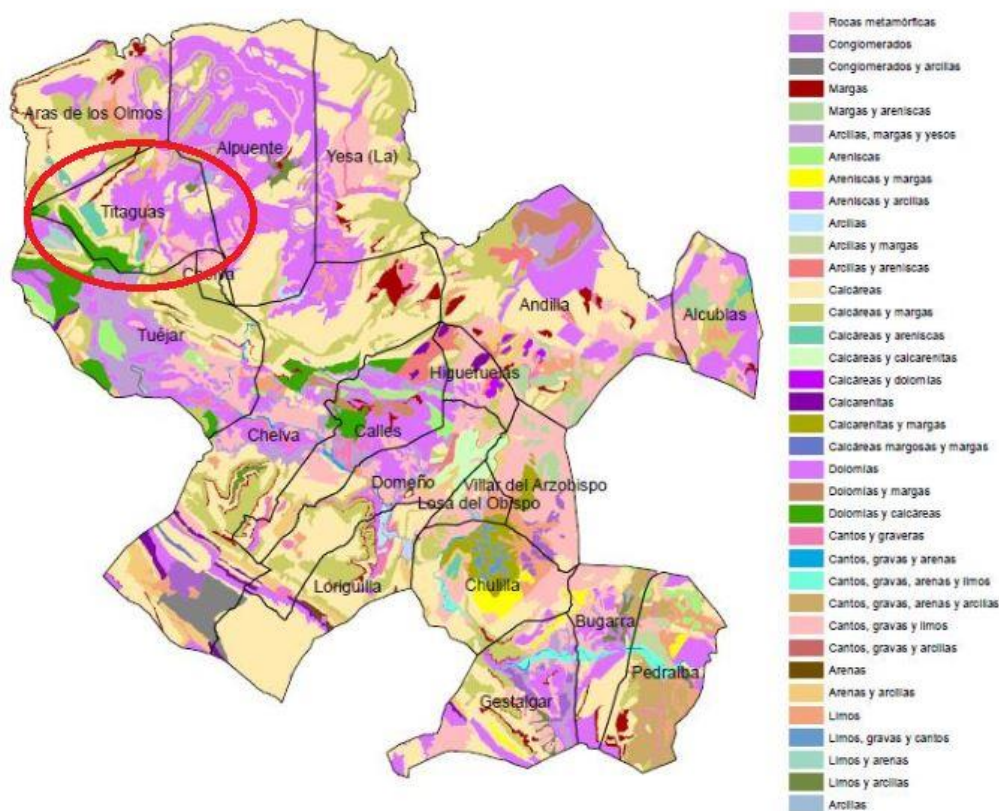 Aras de los Olmos
Alpuente
Yesa (La)
Titaguas
Chelva
Andilla
Alcublas
Tuéjar
Higueruelas
Chelva
Calles
Domeño
Villar del Arzobispo
Losa del Obispo
Loriguilla
Chulilla
Bugarra
Pedralba
Gestalgar
Rocas metamórficas
Conglomerados
Conglomerados y arcillas
Margas
Margas y areniscas
Arcillas, margas y yesos
Areniscas
Areniscas y margas
Areniscas y arcillas
Arcillas
Arcillas y margas
Arcillas y areniscas
Calcáreas
Calcáreas y margas
Calcáreas y areniscas
Calcáreas y calcarenitas
Calcáreas y dolomías
Calcarenitas
Calcarenitas y margas
Calcáreas margosas y margas
Dolomías
Dolomías y margas
Dolomías y calcáreas
Cantos y graveras
Cantos, gravas y arenas
Cantos, gravas, arenas y limos
Cantos, gravas, arenas y arcillas
Cantos, gravas y limos
Cantos, gravas y arcillas
Arenas
Arenas y arcillas
Limos
Limos, gravas y cantos
Limos y arenas
Limos y arcillas
Arcillas